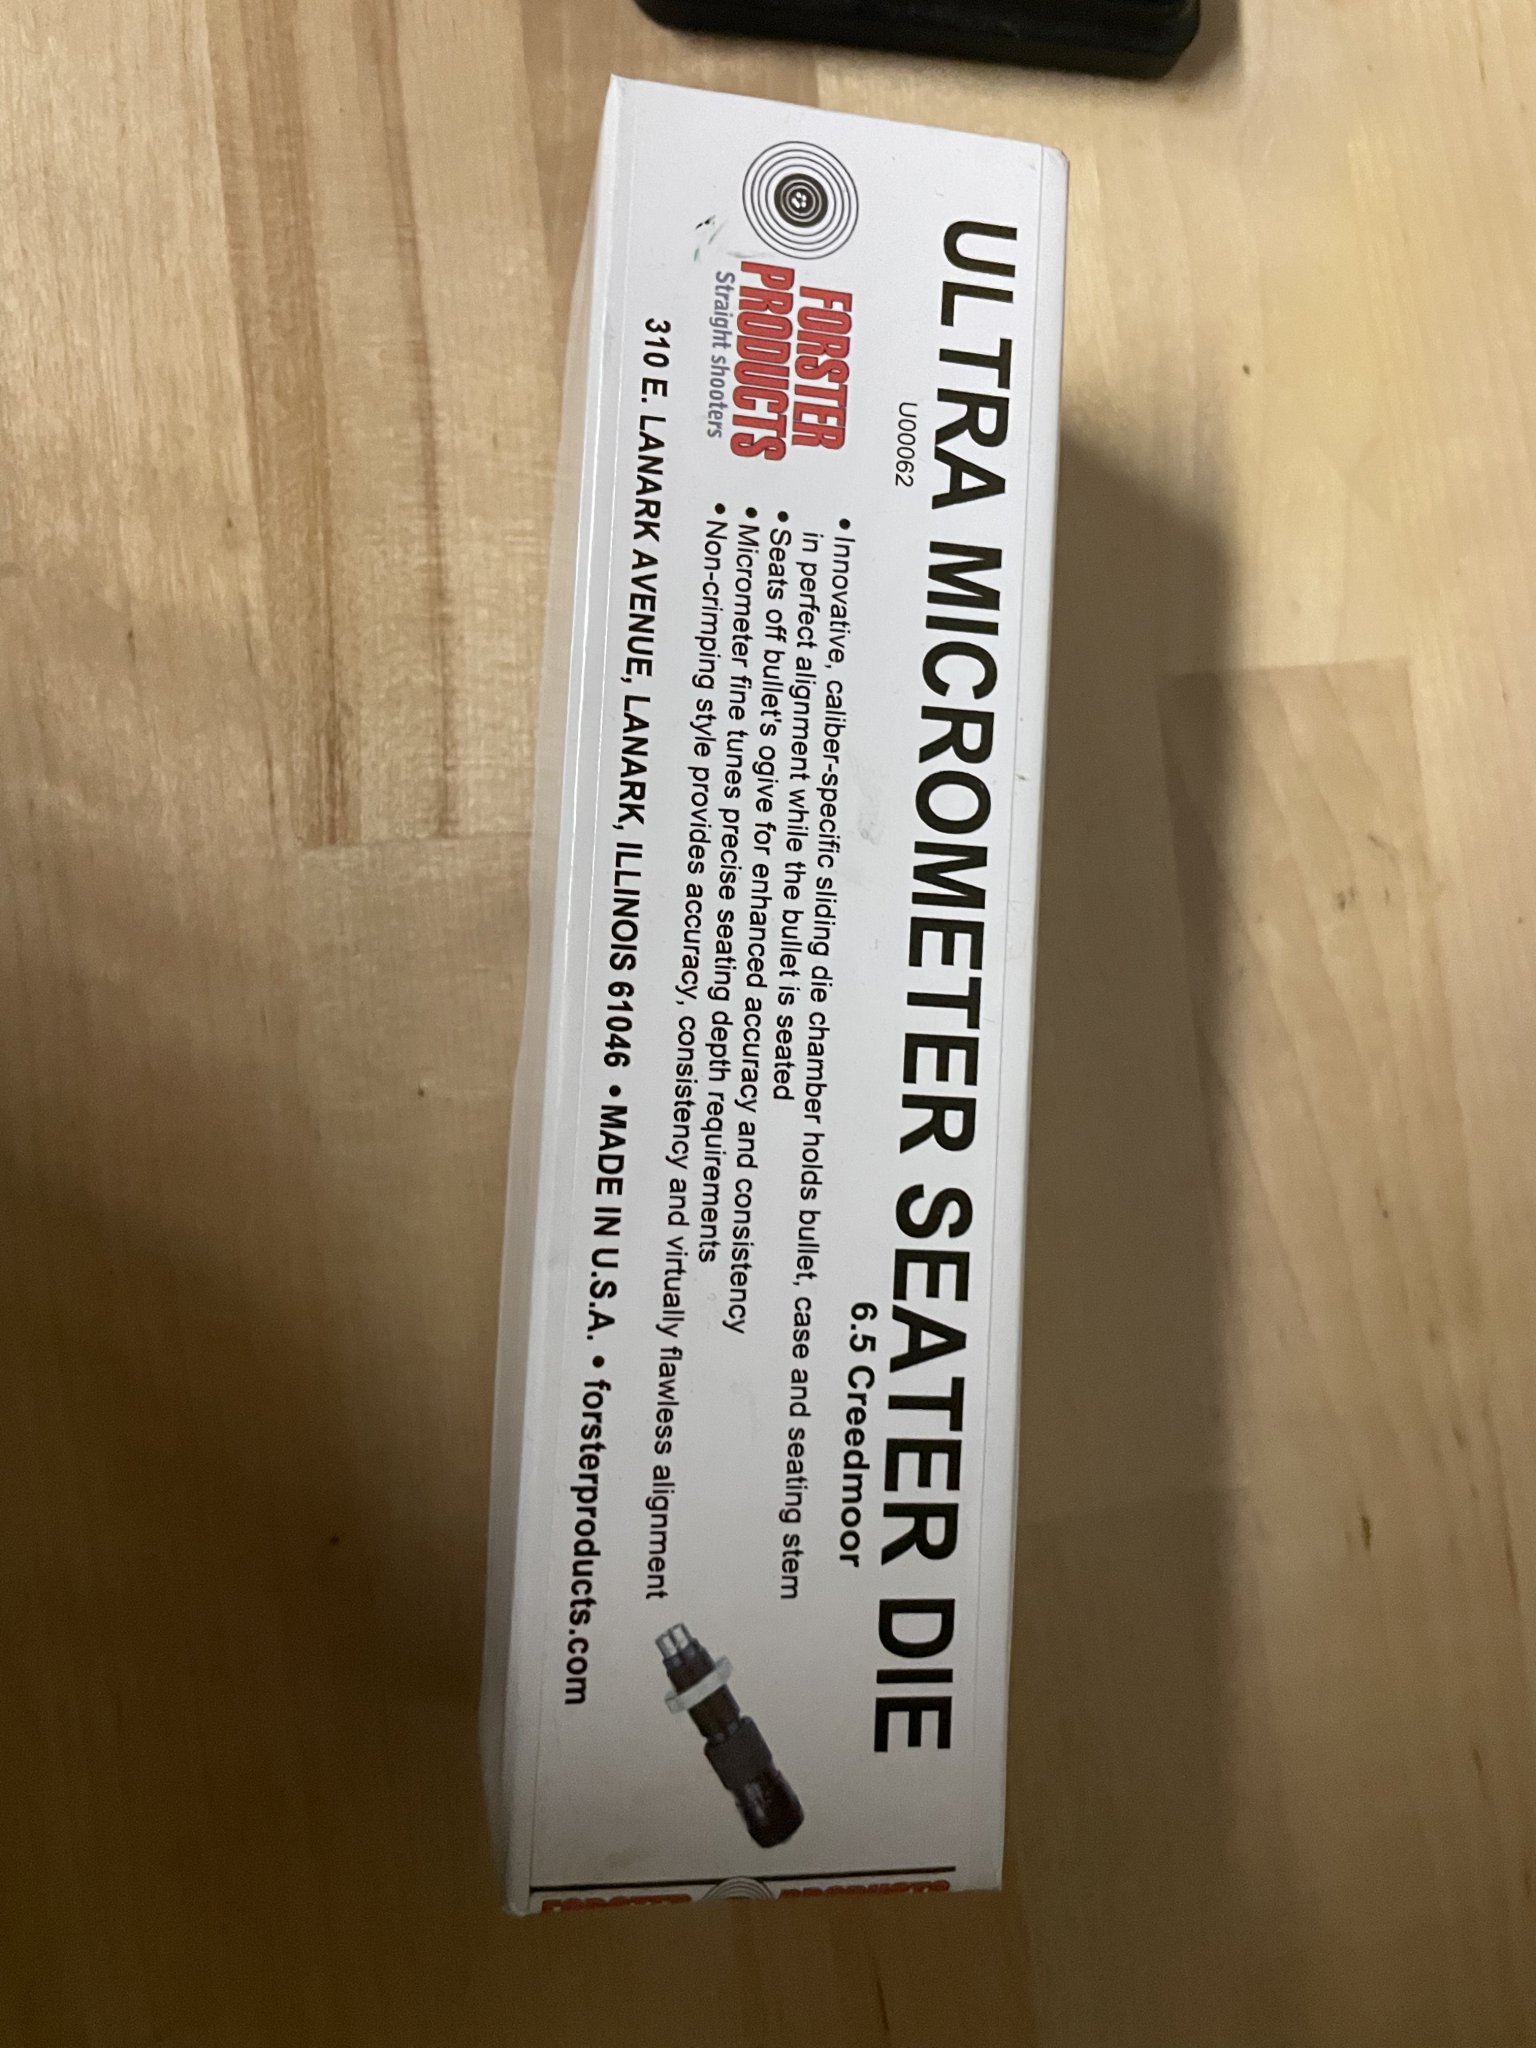 ULTRA MICROMETER SEATER DIE
U00062
6.5 Creedmoor
FORSTER
PRODUCTS
Straight shooters
• Innovative, caliber-specific sliding die chamber holds bullet, case and seating stem
in perfect alignment while the bullet is seated
• Seats off bullet's ogive for enhanced accuracy and consistency
• Micrometer fine tunes precise seating depth requirements
• Non-crimping style provides accuracy, consistency and virtually flawless alignment
310 E. LANARK AVENUE, LANARK, ILLINOIS 61046 • MADE IN U.S.A. • forsterproducts.com
FORSTER PRODUCTS